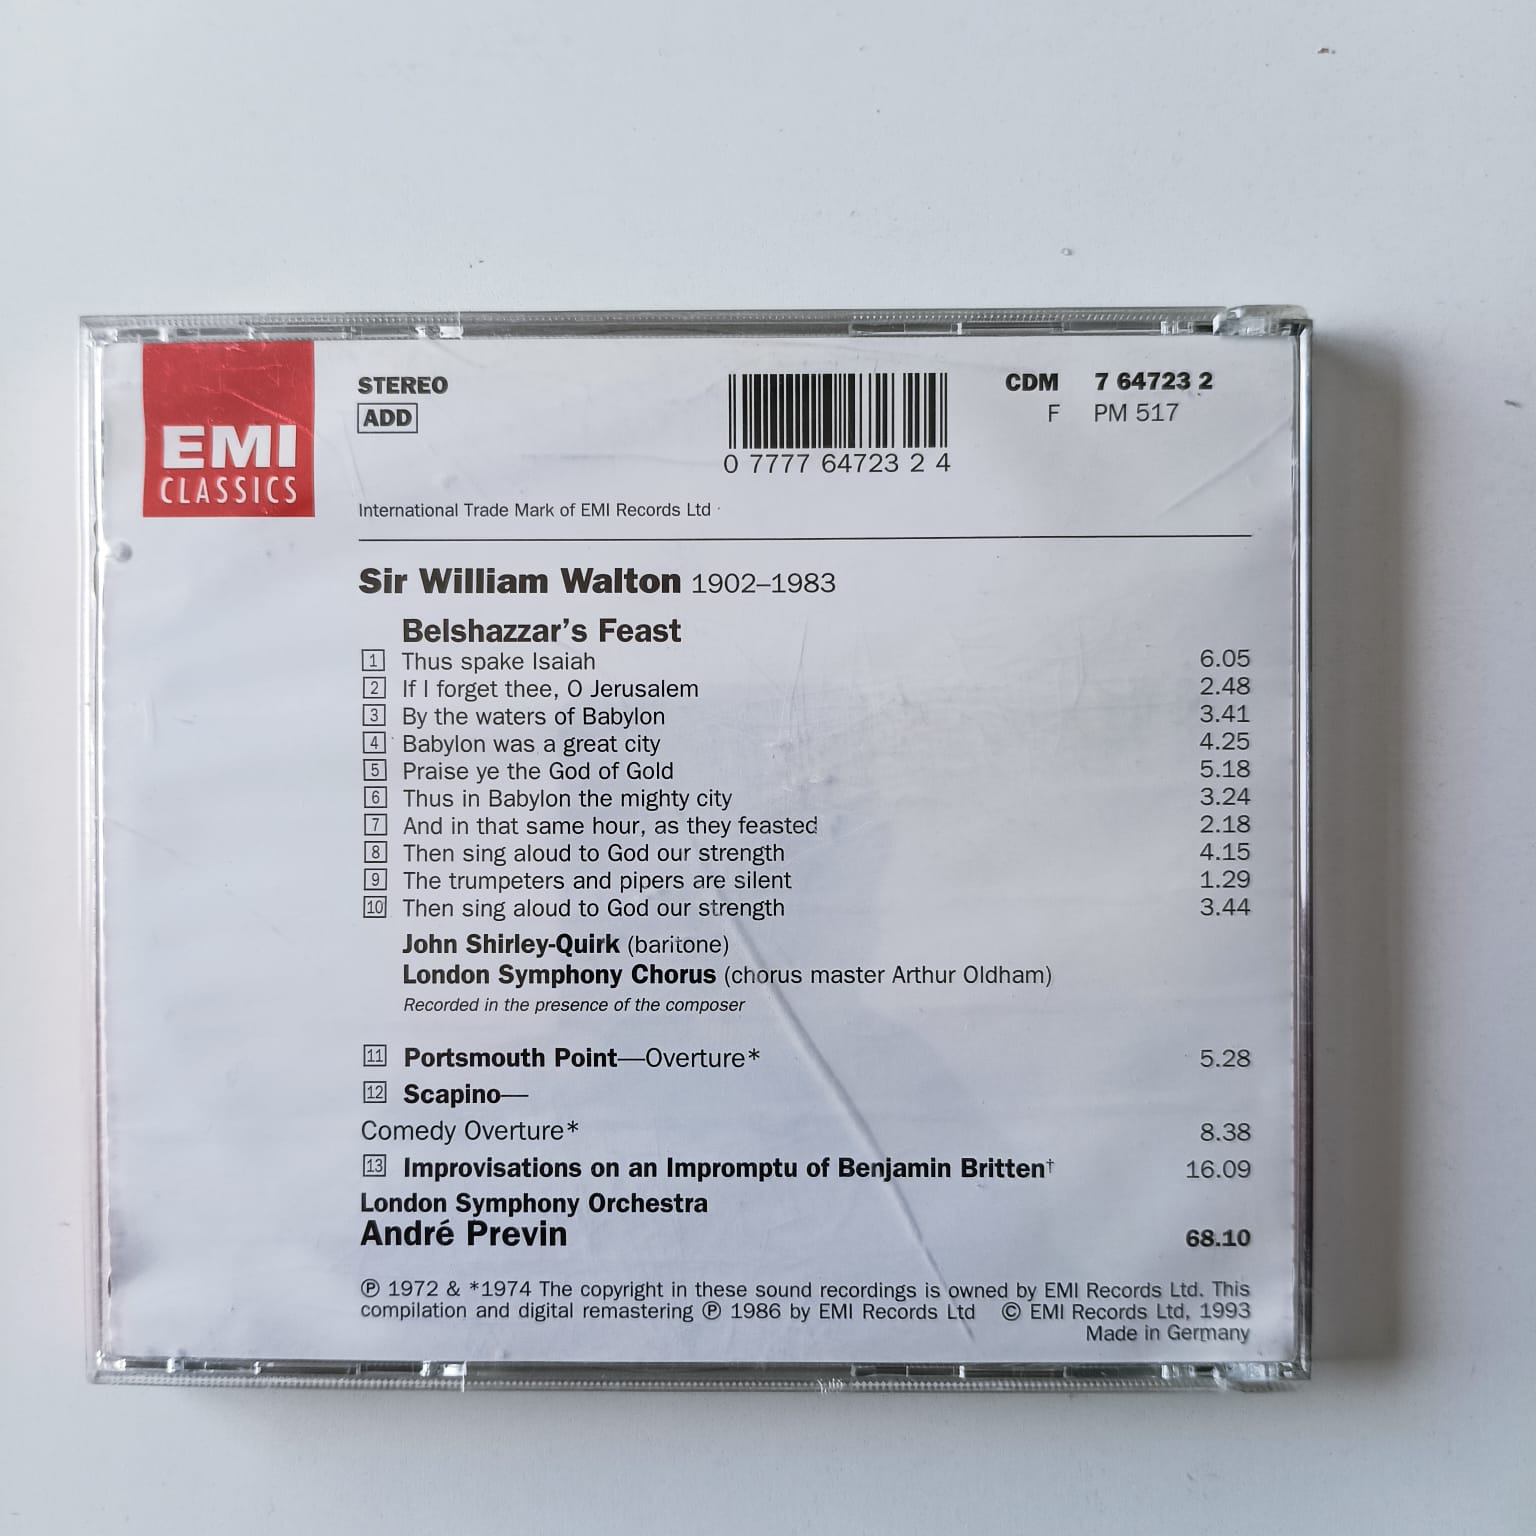 EMI
CLASSICS
STEREO
ADD
0 7777 64723 2 4
CDM 7 64723 2
F PM 517
International Trade Mark of EMI Records Ltd
Sir William Walton 1902–1983
Belshazzar's Feast
1 Thus spake Isaiah 6.05
2 If I forget thee, O Jerusalem 2.48
3 By the waters of Babylon 3.41
4 Babylon was a great city 4.25
5 Praise ye the God of Gold 5.18
6 Thus in Babylon the mighty city 3.24
7 And in that same hour, as they feasted 2.18
8 Then sing aloud to God our strength 4.15
9 The trumpeters and pipers are silent 1.29
10 Then sing aloud to God our strength 3.44
John Shirley-Quirk (baritone)
London Symphony Chorus (chorus master Arthur Oldham)
Recorded in the presence of the composer
11 Portsmouth Point—Overture* 5.28
12 Scapino—
Comedy Overture* 8.38
13 Improvisations on an Impromptu of Benjamin Britten† 16.09
London Symphony Orchestra
André Previn 68.10
℗ 1972 & *1974 The copyright in these sound recordings is owned by EMI Records Ltd. This
compilation and digital remastering ℗ 1986 by EMI Records Ltd © EMI Records Ltd, 1993
Made in Germany